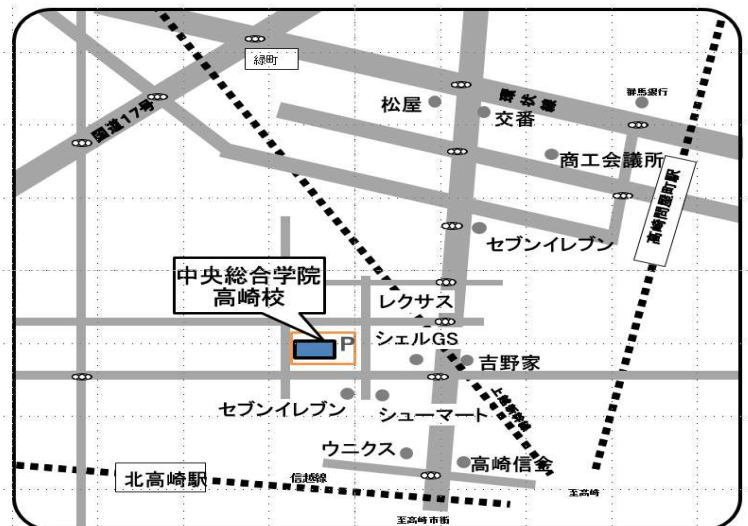 緑町
国道17号
環状線
群馬銀行
松屋
交番
商工会議所
高崎問屋町駅
セブンイレブン
中央総合学院
高崎校
レクサス
シェルGS
P
吉野家
セブンイレブン
シューマート
上越新幹線
ウニクス
高崎信金
北高崎駅
信越線
至高崎
至高崎市街